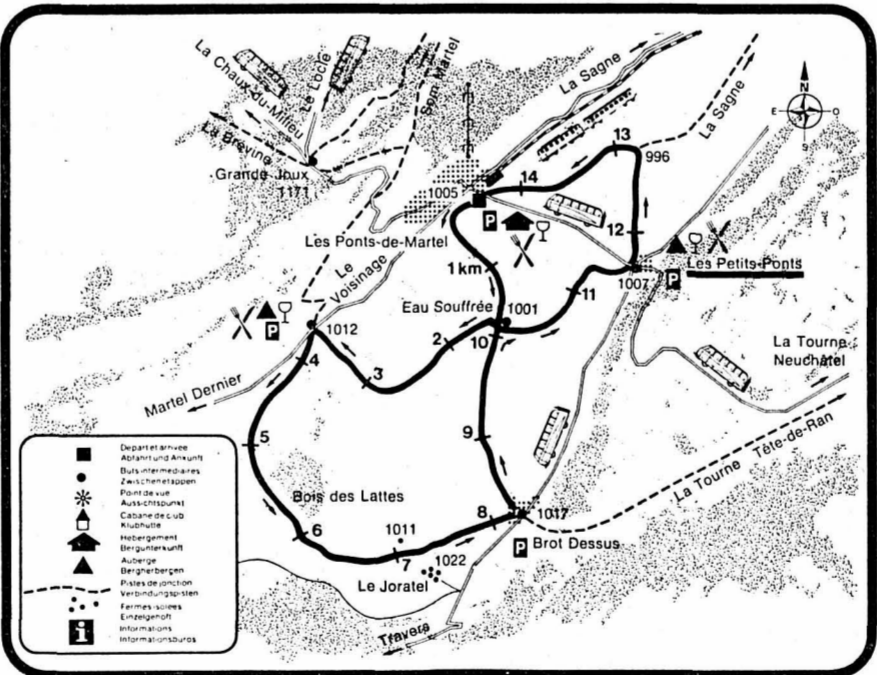 La Chaux-du-Milieu
Le Locle
Som Martel
La Brévine
Grande Joux
1171
La Sagne
La Sagne
N
E
O
S
13
996
14
1005
P
12
Les Ponts-de-Martel
Les Petits-Ponts
1007
P
Le Voisinage
1 km
11
Eau Souffrée
1001
P
1012
10
2
4
3
La Tourne
Neuchâtel
Martel Dernier
9
5
Bois des Lattes
La Tourne
Tête-de-Ran
8
1017
6
1011
7
1022
P
Brot Dessus
Le Joratel
Travers
Départ et arrivée
Abfahrt und Ankunft
Buts intermédiaires
Zwischenetappen
Point de vue
Aussichtspunkt
Cabane de club
Klubhütte
Hébergement
Bergunterkunft
Auberge
Bergherbergen
Pistes de jonction
Verbindungspisten
Fermes isolées
Einzelgehöft
i
Informations
Informationsbüros